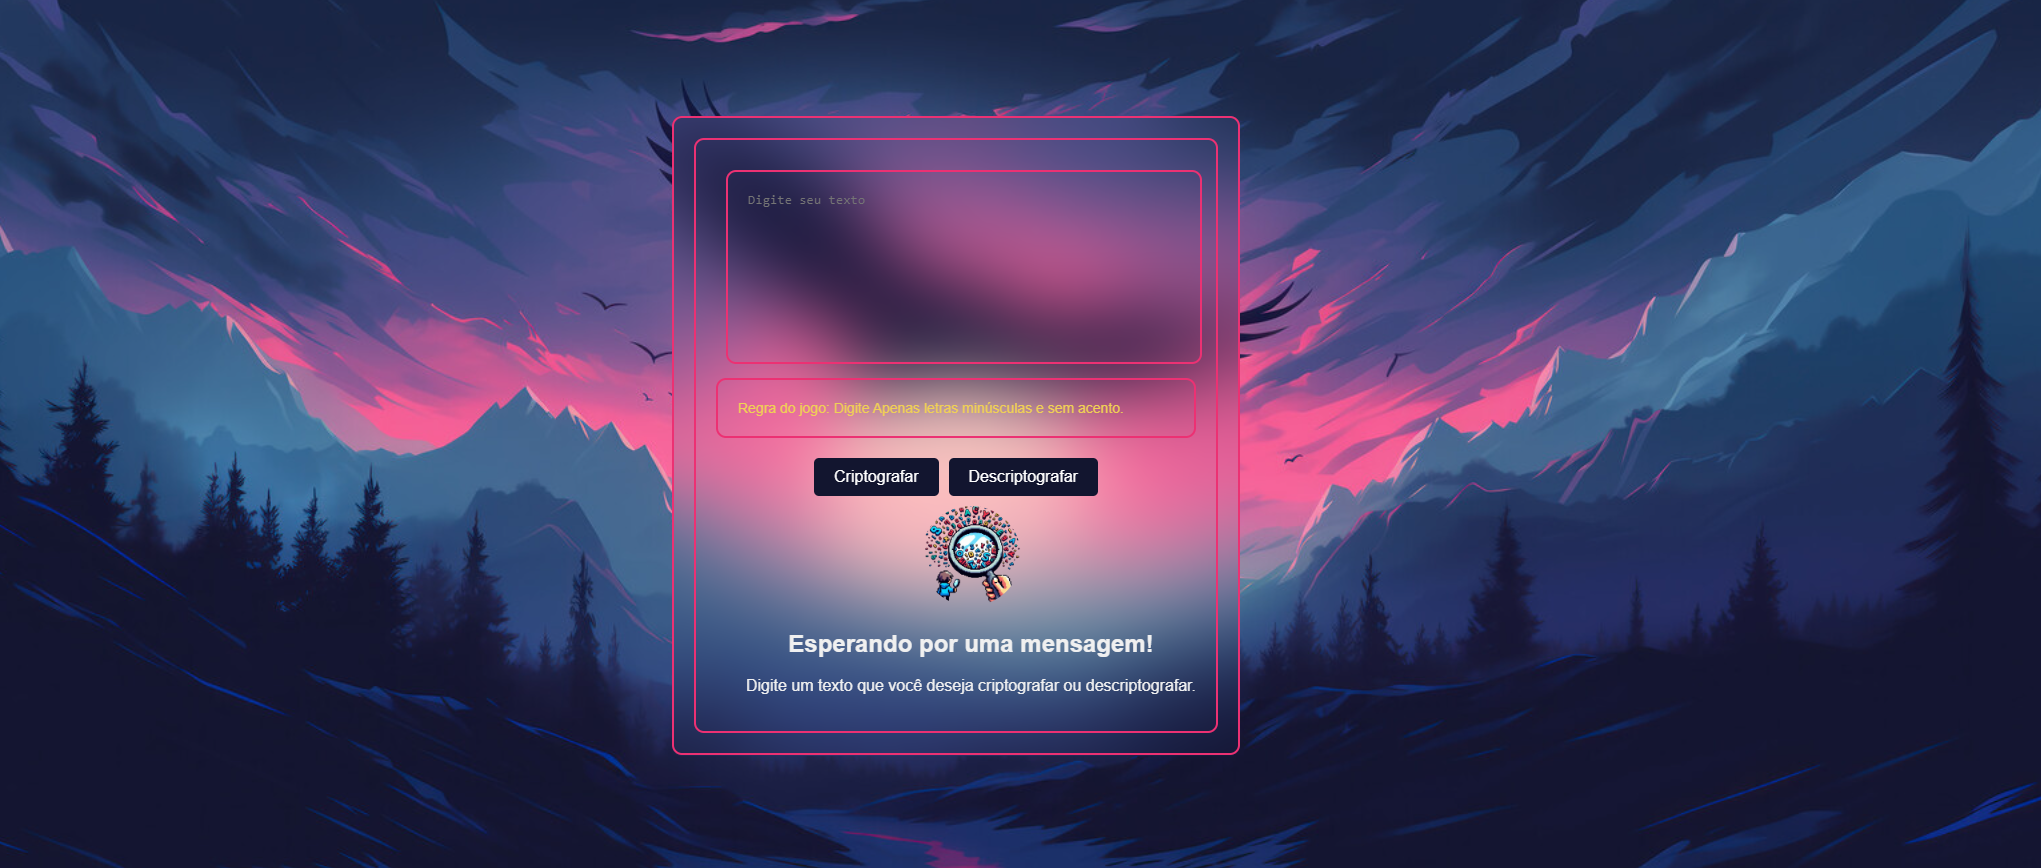 Digite seu texto
Regra do jogo: Digite Apenas letras minúsculas e sem acento.
Criptografar
Descriptografar
Esperando por uma mensagem!
Digite um texto que você deseja criptografar ou descriptografar.